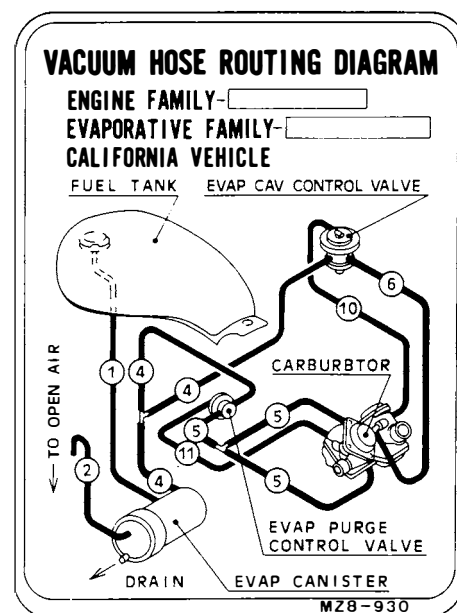 VACUUM HOSE ROUTING DIAGRAM
ENGINE FAMILY-
EVAPORATIVE FAMILY-
CALIFORNIA VEHICLE
FUEL TANK
EVAP CAV CONTROL VALVE
6
10
1
4
4
CARBURBTOR
TO OPEN AIR
5
5
11
2
4
5
EVAP PURGE
CONTROL VALVE
DRAIN
EVAP CANISTER
MZ8-930